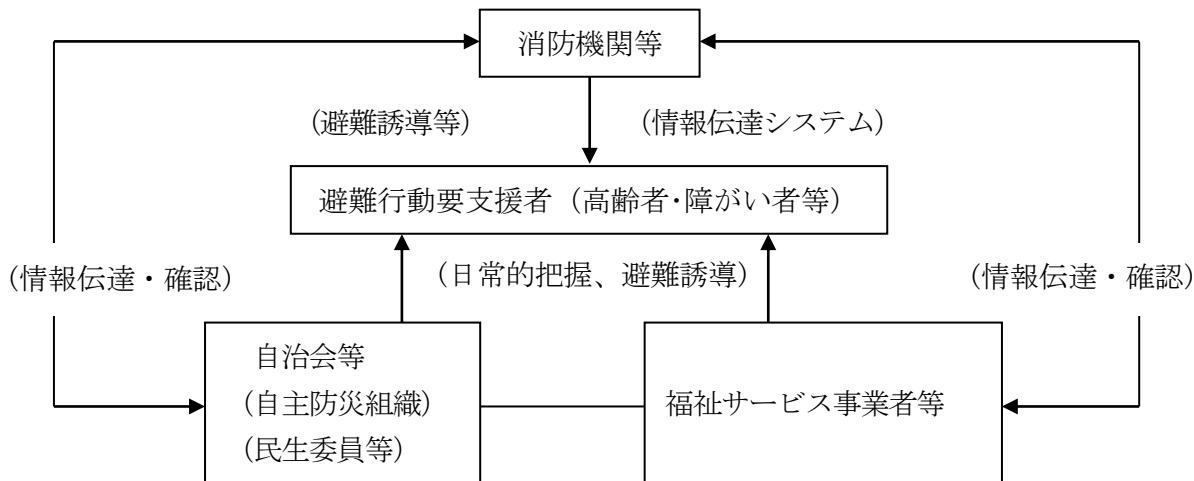 消防機関等
(避難誘導等)
(情報伝達システム)
避難行動要支援者(高齢者・障がい者等)
(情報伝達・確認)
(日常的把握、避難誘導)
(情報伝達・確認)
自治会等
(自主防災組織)
(民生委員等)
福祉サービス事業者等